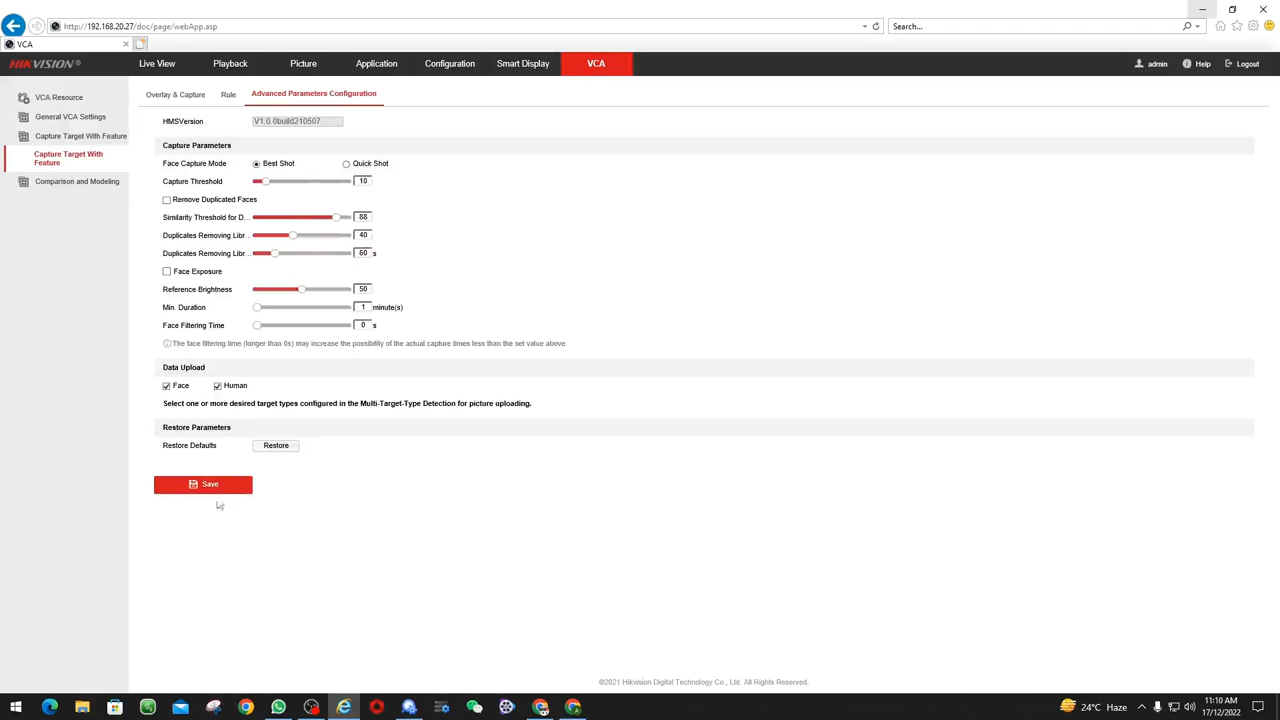 http://192.168.20.27/doc/page/webApp.asp
Search...
VCA
HIKVISION®
Live View
Playback
Picture
Application
Configuration
Smart Display
VCA
admin
Help
Logout
VCA Resource
General VCA Settings
Capture Target With Feature
Capture Target With
Feature
Comparison and Modeling
Overlay & Capture
Rule
Advanced Parameters Configuration
HMSVersion
V1.0.0build210507
Capture Parameters
Face Capture Mode
Best Shot
Quick Shot
Capture Threshold
10
Remove Duplicated Faces
Similarity Threshold for D...
88
Duplicates Removing Libr...
40
Duplicates Removing Libr...
60 s
Face Exposure
Reference Brightness
50
Min. Duration
1 minute(s)
Face Filtering Time
0 s
The face filtering time (longer than 0s) may increase the possibility of the actual capture times less than the set value above.
Data Upload
Face
Human
Select one or more desired target types configured in the Multi-Target-Type Detection for picture uploading.
Restore Parameters
Restore Defaults
Restore
Save
©2021 Hikvision Digital Technology Co., Ltd. All Rights Reserved.
24°C Haze
11:10 AM
17/12/2022